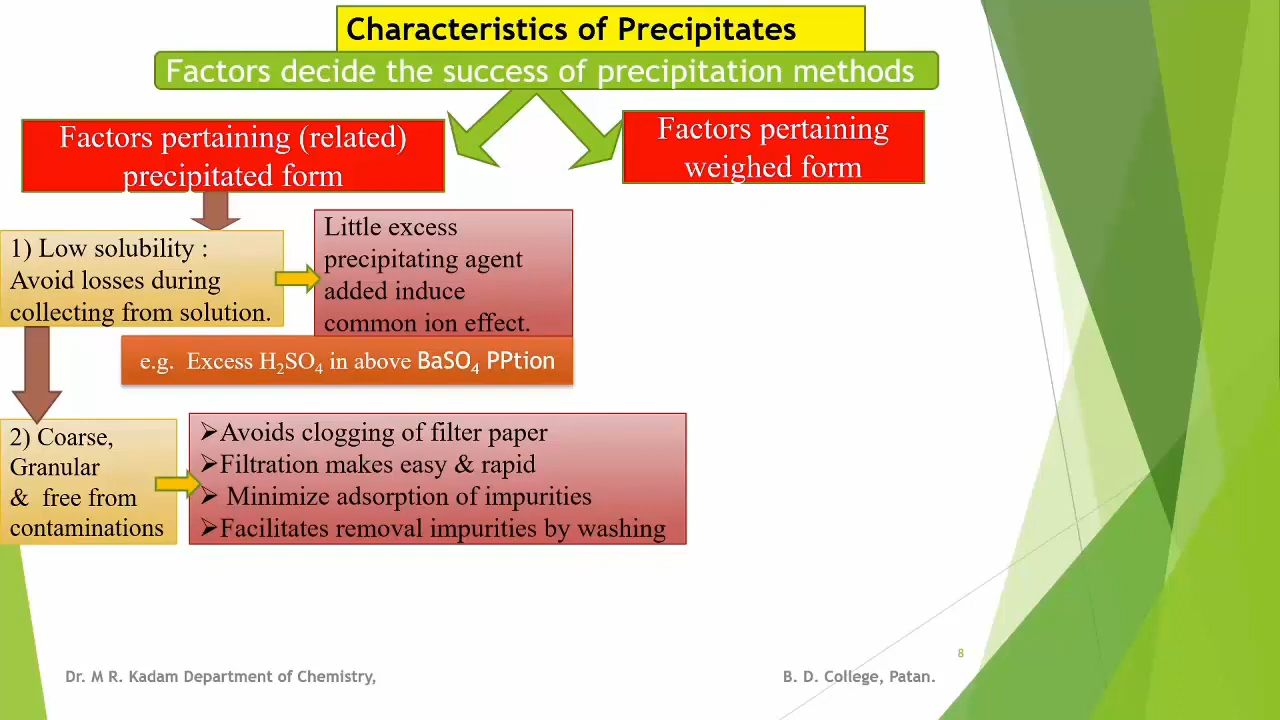 Characteristics of Precipitates
Factors decide the success of precipitation methods
Factors pertaining (related)
precipitated form
Factors pertaining
weighed form
1) Low solubility :
Avoid losses during
collecting from solution.
Little excess
precipitating agent
added induce
common ion effect.
e.g. Excess H₂SO₄ in above BaSO₄ PPtion
2) Coarse,
Granular
& free from
contaminations
➢Avoids clogging of filter paper
➢Filtration makes easy & rapid
➢ Minimize adsorption of impurities
➢Facilitates removal impurities by washing
8
Dr. M R. Kadam Department of Chemistry,
B. D. College, Patan.